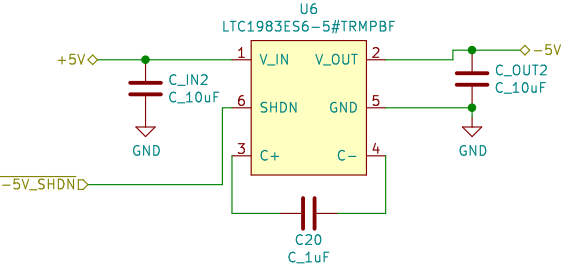 U6
LTC1983ES6-5#TRMPBF
+5V
1
V_IN
V_OUT
2
-5V
C_IN2
C_10uF
C_OUT2
C_10uF
6
SHDN
GND
5
GND
GND
3
C+
C-
4
-5V_SHDN
C20
C_1uF